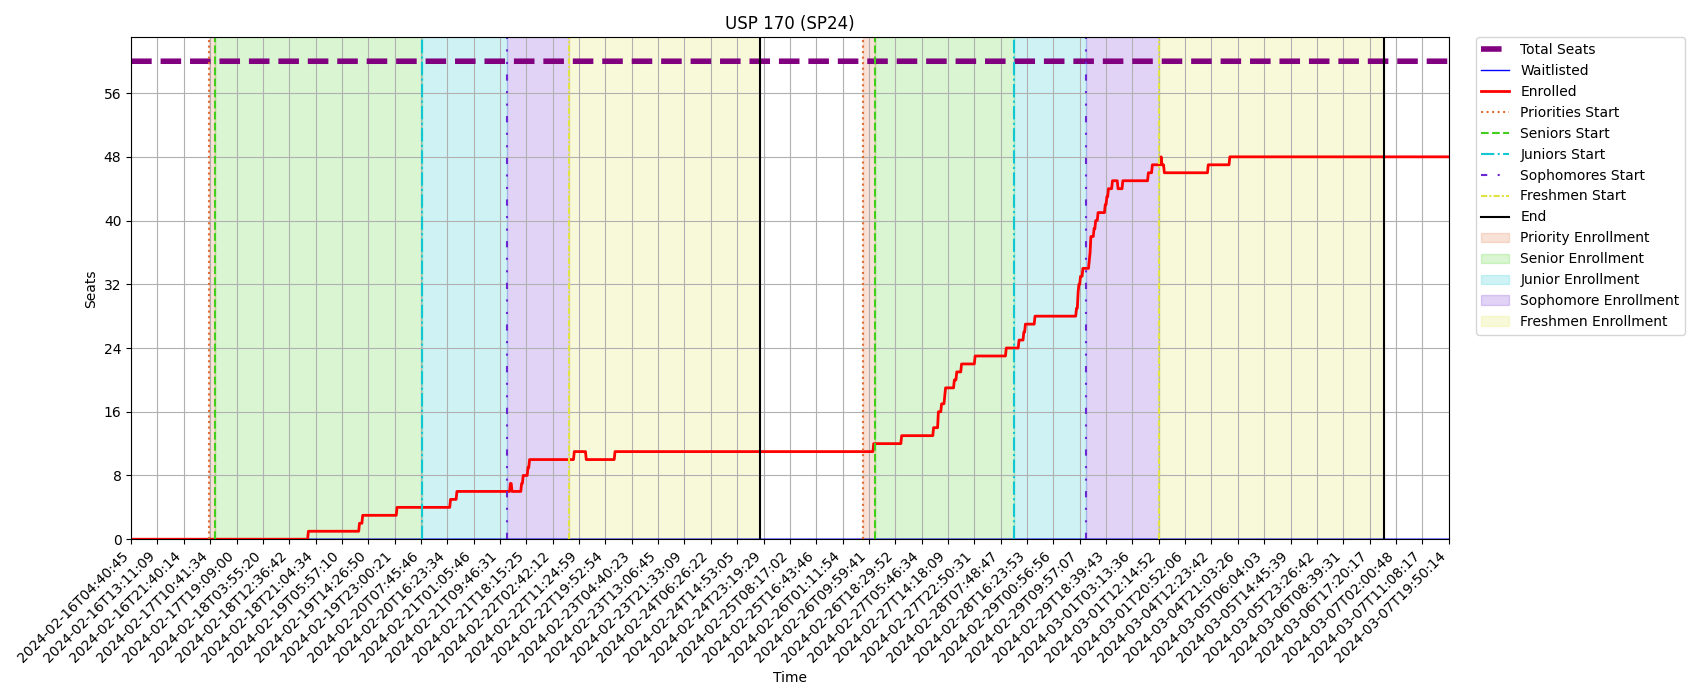 USP 170 (SP24)
Seats
56
48
40
32
24
16
8
0
2024-02-16T04:40:45
2024-02-16T13:11:09
2024-02-16T21:40:14
2024-02-17T10:41:34
2024-02-17T19:09:00
2024-02-18T03:55:20
2024-02-18T12:36:42
2024-02-18T21:04:34
2024-02-19T05:57:10
2024-02-19T14:26:50
2024-02-19T23:00:21
2024-02-20T07:45:46
2024-02-20T16:23:34
2024-02-21T01:05:46
2024-02-21T09:46:31
2024-02-21T18:15:25
2024-02-22T02:42:12
2024-02-22T11:24:59
2024-02-22T19:52:54
2024-02-23T04:40:23
2024-02-23T13:06:45
2024-02-23T21:33:09
2024-02-24T06:26:22
2024-02-24T14:53:05
2024-02-24T23:19:29
2024-02-25T08:17:02
2024-02-25T16:43:46
2024-02-26T01:11:54
2024-02-26T09:59:41
2024-02-26T18:29:52
2024-02-27T05:46:34
2024-02-27T14:18:09
2024-02-27T22:50:31
2024-02-28T07:48:47
2024-02-28T16:23:53
2024-02-29T00:56:56
2024-02-29T09:57:07
2024-02-29T18:39:43
2024-03-01T03:13:36
2024-03-01T12:14:52
2024-03-01T20:52:06
2024-03-04T12:23:42
2024-03-04T21:03:26
2024-03-05T06:04:03
2024-03-05T14:45:39
2024-03-05T23:26:42
2024-03-06T08:39:31
2024-03-06T17:20:17
2024-03-07T02:00:48
2024-03-07T11:08:17
2024-03-07T19:50:14
Time
Total Seats
Waitlisted
Enrolled
Priorities Start
Seniors Start
Juniors Start
Sophomores Start
Freshmen Start
End
Priority Enrollment
Senior Enrollment
Junior Enrollment
Sophomore Enrollment
Freshmen Enrollment